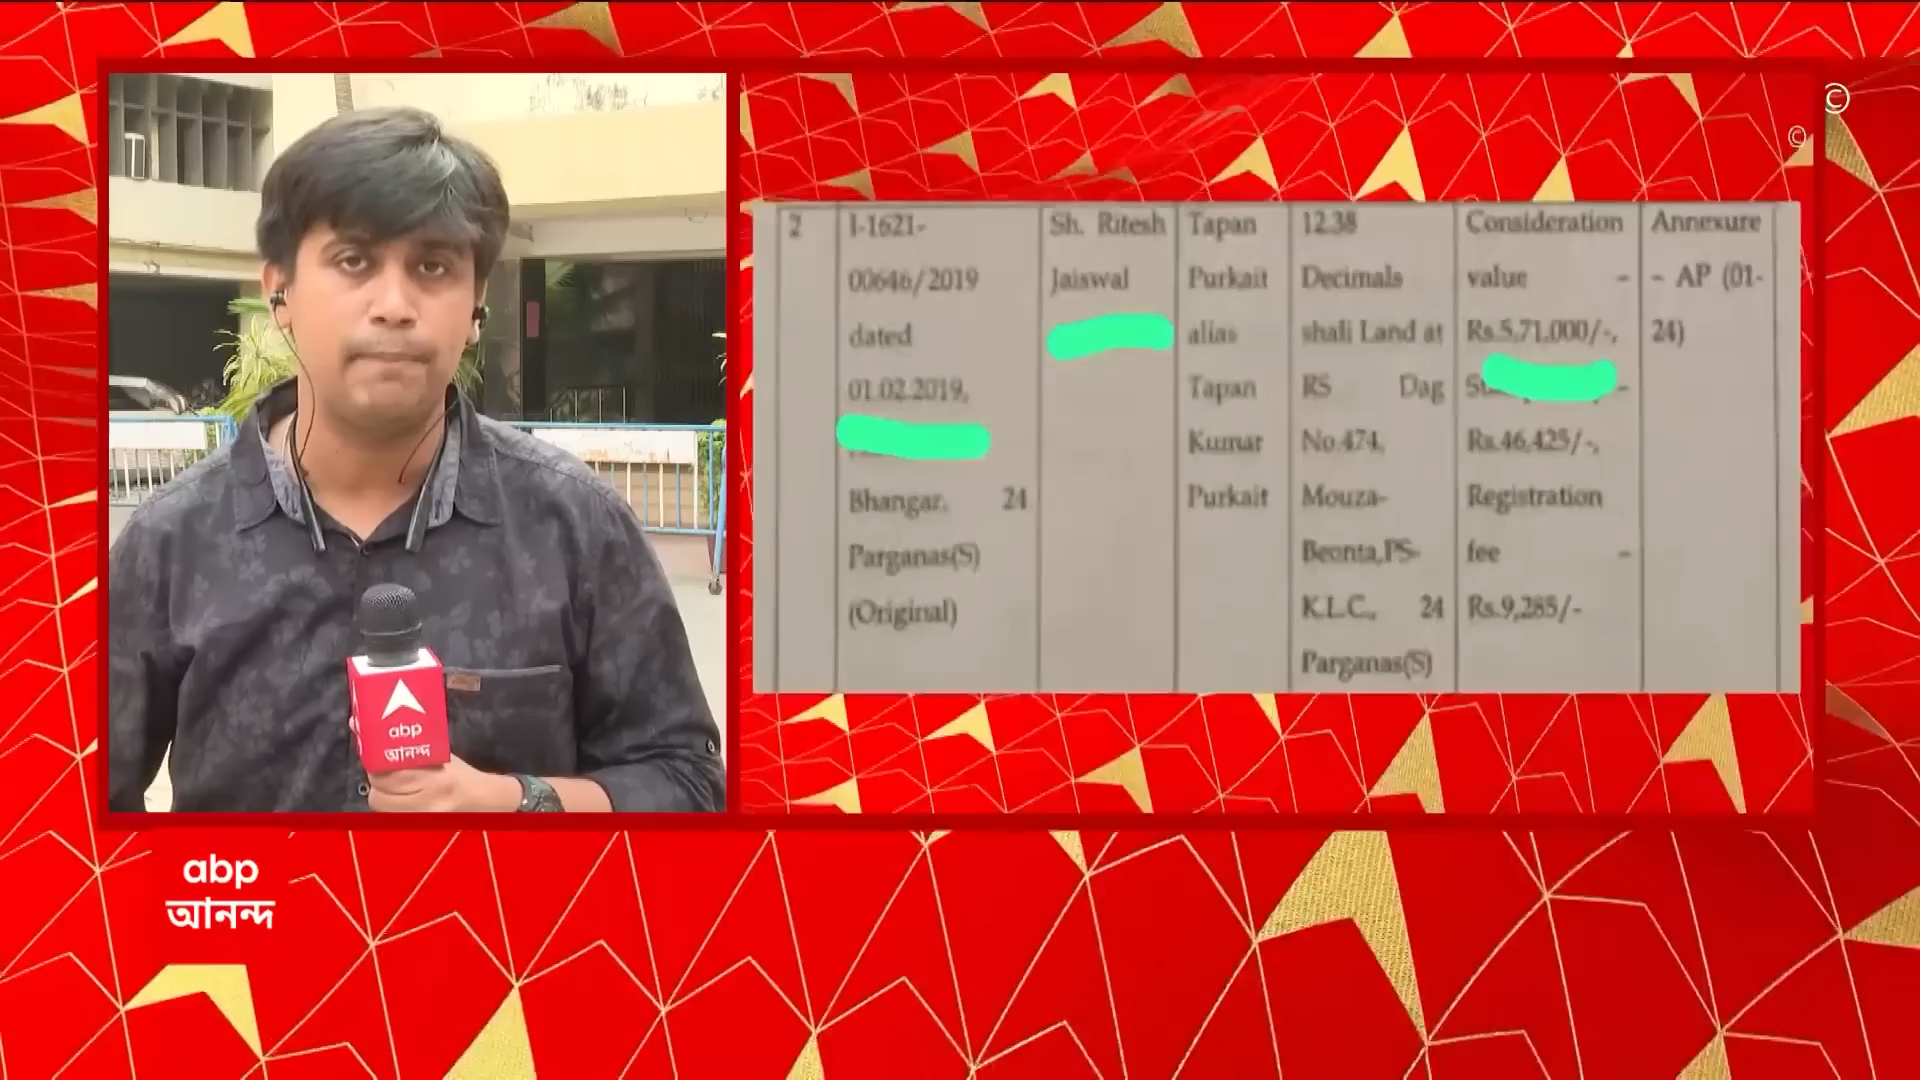 ©
©
2
I-1621-
00646/2019
dated
01.02.2019,
Bhangar, 24
Parganas(S)
(Original)
Sh. Ritesh
Jaiswal
Tapan
Purkait
alias
Tapan
Kumar
Purkait
12.38
Decimals
shali Land at
RS Dag
No.474,
Mouza-
Beonta,PS-
K.L.C., 24
Parganas(S)
Consideration
value -
Rs.5,71,000/-,
-
Rs.46,425/-,
Registration
fee -
Rs.9,285/-
Annexure
- AP (01-
24)
abp
আনন্দ
abp
আনন্দ